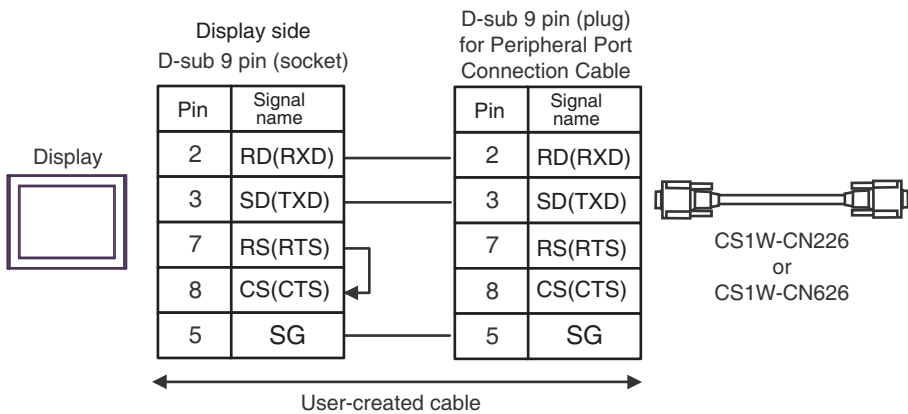 Display side
D-sub 9 pin (socket)
D-sub 9 pin (plug)
for Peripheral Port
Connection Cable
Pin Signal name
Pin Signal name
Display
2 RD(RXD) 2 RD(RXD)
3 SD(TXD) 3 SD(TXD)
7 RS(RTS) 7 RS(RTS)
8 CS(CTS) 8 CS(CTS)
5 SG 5 SG
CS1W-CN226
or
CS1W-CN626
User-created cable